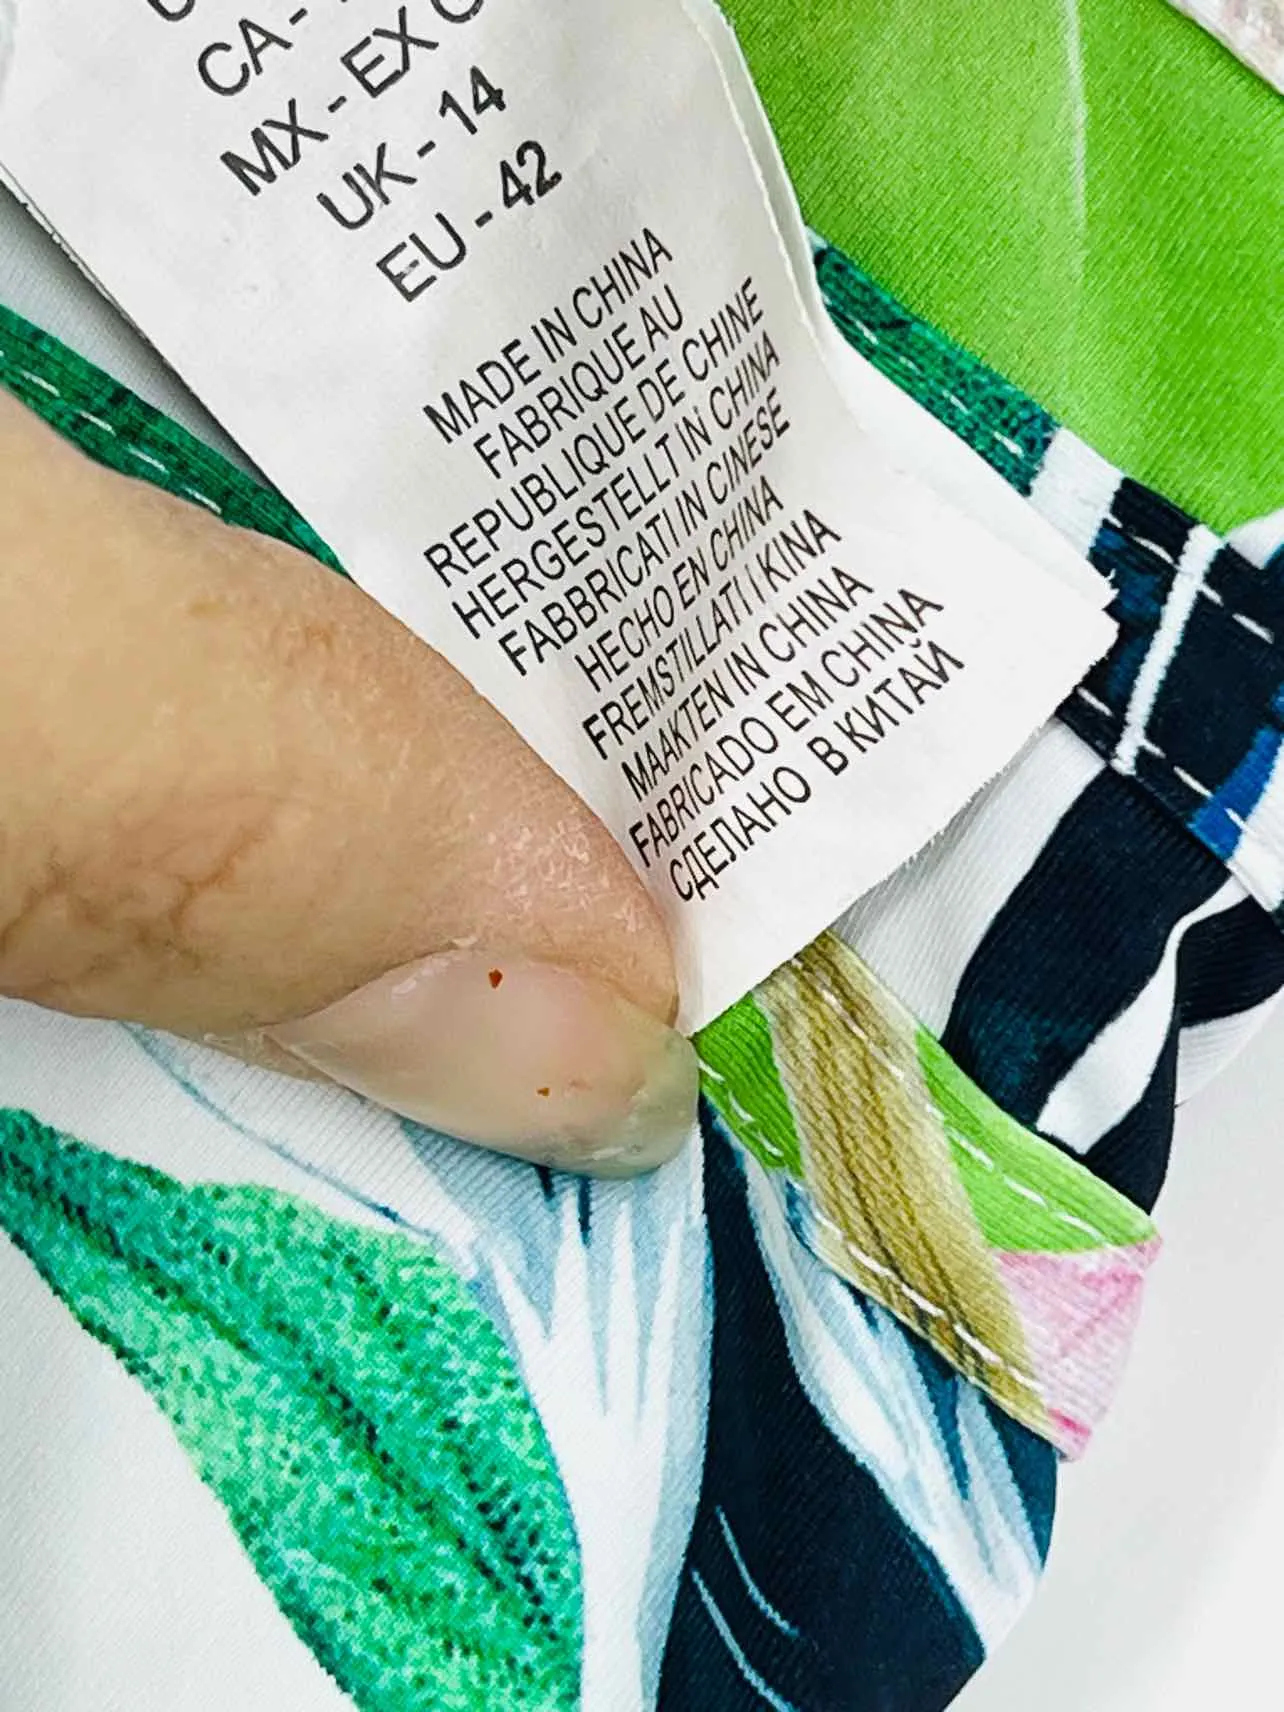 CA -
MX - EX
UK - 14
EU - 42
MADE IN CHINA
FABRIQUE AU
REPUBLIQUE DE CHINE
HERGESTELLT IN CHINA
FABBRICATI IN CINESE
HECHO EN CHINA
FREMSTILLAT I KINA
MAAKTEN IN CHINA
FABRICADO EM CHINA
СДЕЛАНО В КИТАЙ